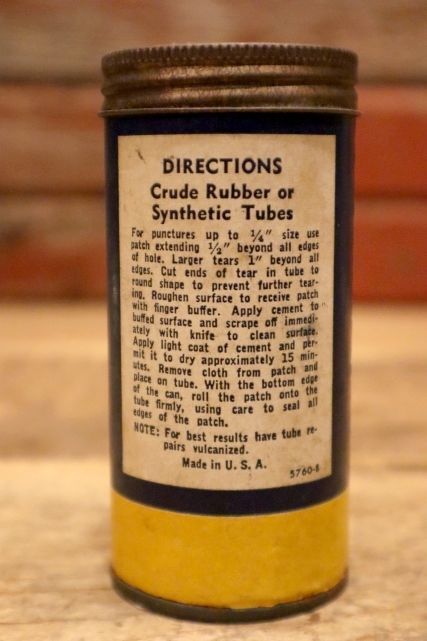 DIRECTIONS
Crude Rubber or
Synthetic Tubes
For punctures up to ¼" size use
patch extending ½" beyond all edges
of hole. Larger tears 1" beyond all
edges. Cut ends of tear in tube to
round shape to prevent further tear-
ing. Roughen surface to receive patch
with finger buffer. Apply cement to
buffed surface and scrape off immedi-
ately with knife to clean surface.
Apply light coat of cement and per-
mit it to dry approximately 15 min-
utes. Remove cloth from patch and
place on tube. With the bottom edge
of the can, roll the patch onto the
tube firmly, using care to seal all
edges of the patch.
NOTE: For best results have tube re-
pairs vulcanized.
Made in U. S. A.
5760-8